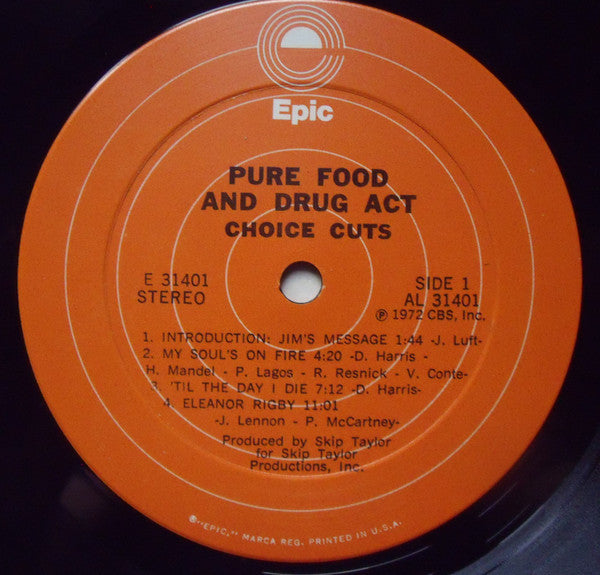 Epic
PURE FOOD
AND DRUG ACT
CHOICE CUTS
E 31401
STEREO
SIDE 1
AL 31401
℗ 1972 CBS, Inc.
1. INTRODUCTION: JIM'S MESSAGE 1:44 -J. Luft-
2. MY SOUL'S ON FIRE 4:20 -D. Harris -
H. Mandel - P. Lagos - R. Resnick - V. Conte-
3. 'TIL THE DAY I DIE 7:12 -D. Harris-
4. ELEANOR RIGBY 11:01
-J. Lennon - P. McCartney-
Produced by Skip Taylor
for Skip Taylor
Productions, Inc.
®"EPIC," MARCA REG. PRINTED IN U.S.A.